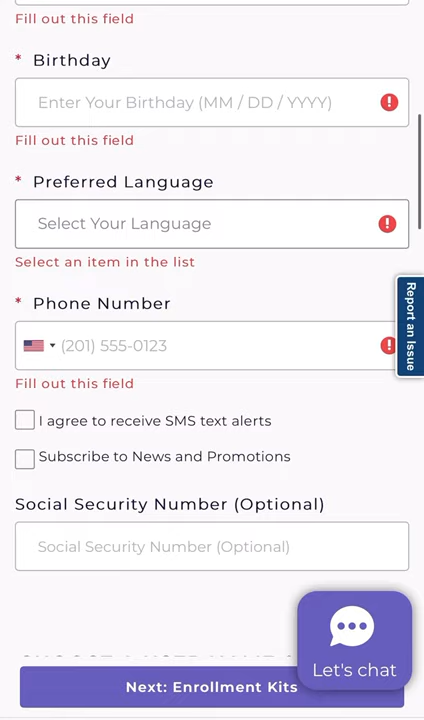 Fill out this field
* Birthday
Enter Your Birthday (MM / DD / YYYY)
Fill out this field
* Preferred Language
Select Your Language
Select an item in the list
Report an Issue
* Phone Number
(201) 555-0123
Fill out this field
I agree to receive SMS text alerts
Subscribe to News and Promotions
Social Security Number (Optional)
Social Security Number (Optional)
Let's chat
Next: Enrollment Kits